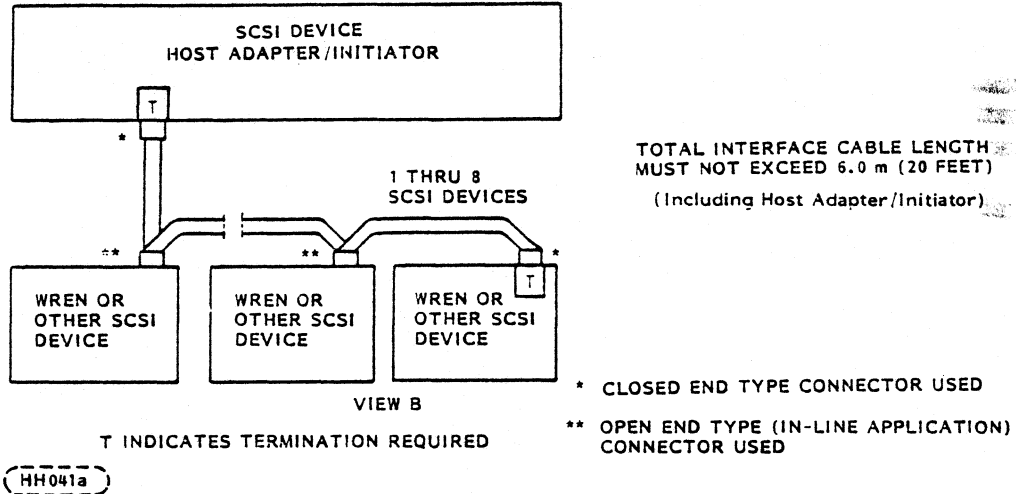 SCSI DEVICE
HOST ADAPTER/INITIATOR
T
*
TOTAL INTERFACE CABLE LENGTH
MUST NOT EXCEED 6.0 m (20 FEET)
(Including Host Adapter/Initiator)
1 THRU 8
SCSI DEVICES
**
**
*
T
WREN OR
OTHER SCSI
DEVICE
WREN OR
OTHER SCSI
DEVICE
WREN OR
OTHER SCSI
DEVICE
VIEW B
T INDICATES TERMINATION REQUIRED
* CLOSED END TYPE CONNECTOR USED
** OPEN END TYPE (IN-LINE APPLICATION)
CONNECTOR USED
HH041a